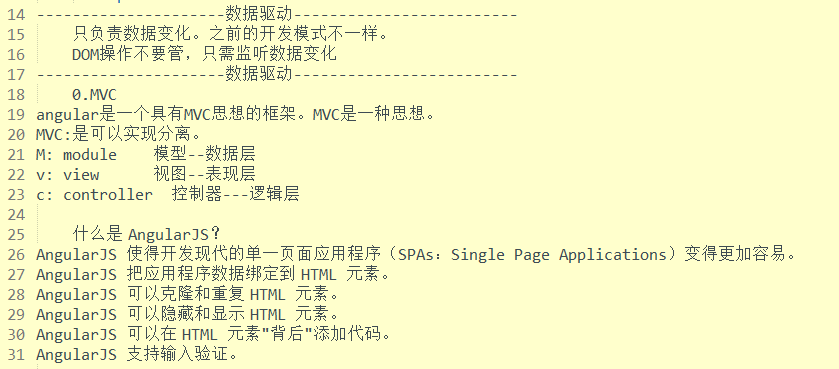 14 ---------------------数据驱动-------------------------
15 只负责数据变化。之前的开发模式不一样。
16 DOM操作不要管，只需监听数据变化
17 ---------------------数据驱动-------------------------
18 0.MVC
19 angular是一个具有MVC思想的框架。MVC是一种思想。
20 MVC:是可以实现分离。
21 M: module 模型--数据层
22 v: view 视图--表现层
23 c: controller 控制器---逻辑层
24
25 什么是 AngularJS？
26 AngularJS 使得开发现代的单一页面应用程序（SPAs：Single Page Applications）变得更加容易。
27 AngularJS 把应用程序数据绑定到 HTML 元素。
28 AngularJS 可以克隆和重复 HTML 元素。
29 AngularJS 可以隐藏和显示 HTML 元素。
30 AngularJS 可以在 HTML 元素"背后"添加代码。
31 AngularJS 支持输入验证。